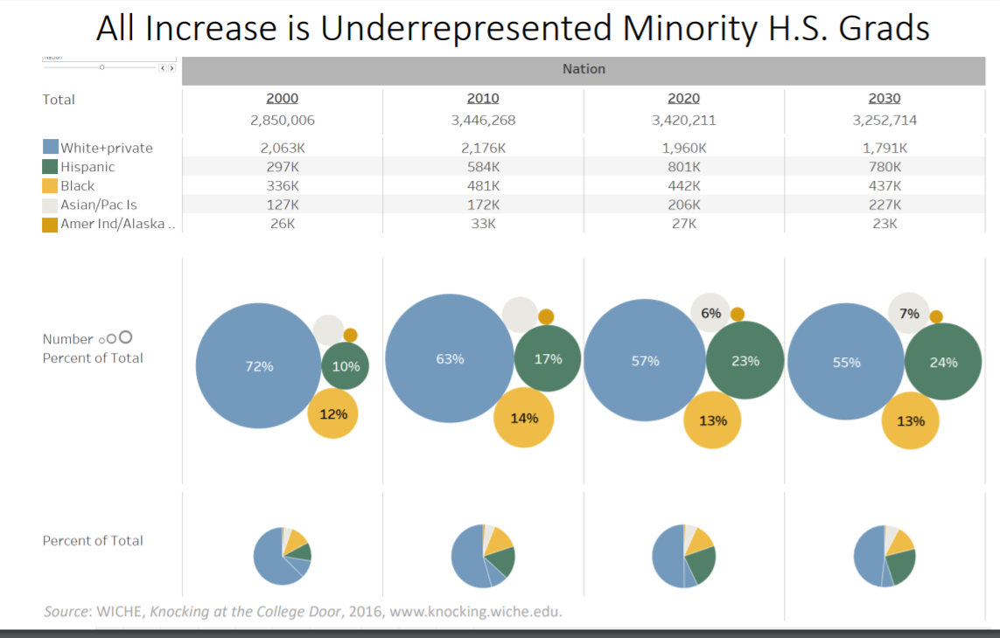 All Increase is Underrepresented Minority H.S. Grads
Nation
Total 2000 2010 2020 2030
2,850,006 3,446,268 3,420,211 3,252,714
White+private 2,063K 2,176K 1,960K 1,791K
Hispanic 297K 584K 801K 780K
Black 336K 481K 442K 437K
Asian/Pac Is 127K 172K 206K 227K
Amer Ind/Alaska .. 26K 33K 27K 23K
6% 7%
Number
Percent of Total
72% 10% 63% 17% 57% 23% 55% 24%
12% 14% 13% 13%
Percent of Total
Source: WICHE, Knocking at the College Door, 2016, www.knocking.wiche.edu.